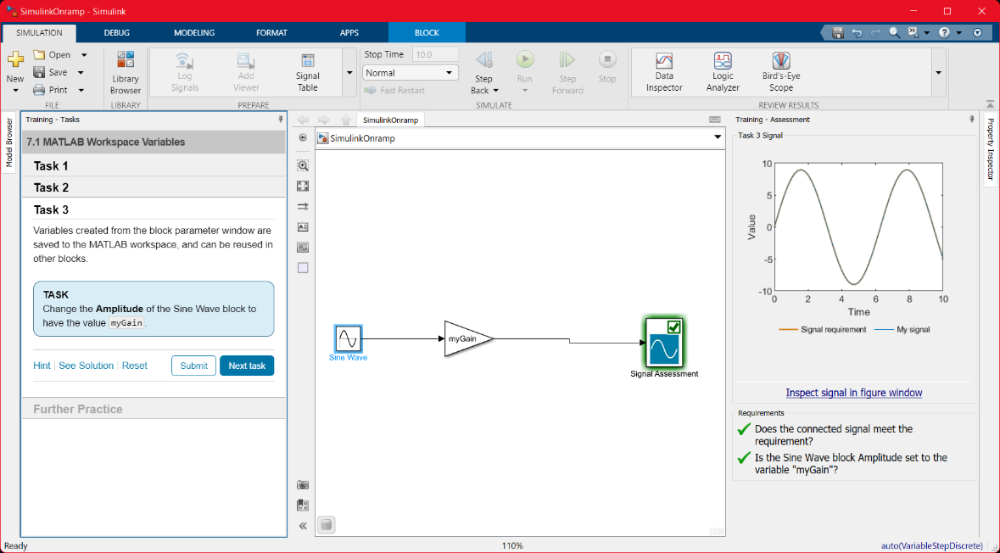 SimulinkOnramp - Simulink
SIMULATION
DEBUG
MODELING
FORMAT
APPS
BLOCK
New
Open
Save
Print
FILE
Library
Browser
LIBRARY
Log
Signals
Add
Viewer
Signal
Table
PREPARE
Stop Time 10.0
Normal
Fast Restart
Step
Back
Run
Step
Forward
Stop
SIMULATE
Data
Inspector
Logic
Analyzer
Bird's-Eye
Scope
REVIEW RESULTS
Model Browser
Training - Tasks
7.1 MATLAB Workspace Variables
Task 1
Task 2
Task 3
Variables created from the block parameter window are
saved to the MATLAB workspace, and can be reused in
other blocks.
TASK
Change the Amplitude of the Sine Wave block to
have the value myGain.
Hint | See Solution | Reset
Submit
Next task
Further Practice
SimulinkOnramp
SimulinkOnramp
Sine Wave
myGain
Signal Assessment
Training - Assessment
Task 3 Signal
10
5
0
-5
-10
Value
0 2 4 6 8 10
Time
Signal requirement
My signal
Inspect signal in figure window
Requirements
Does the connected signal meet the
requirement?
Is the Sine Wave block Amplitude set to the
variable "myGain"?
Property Inspector
Ready
110%
auto(VariableStepDiscrete)